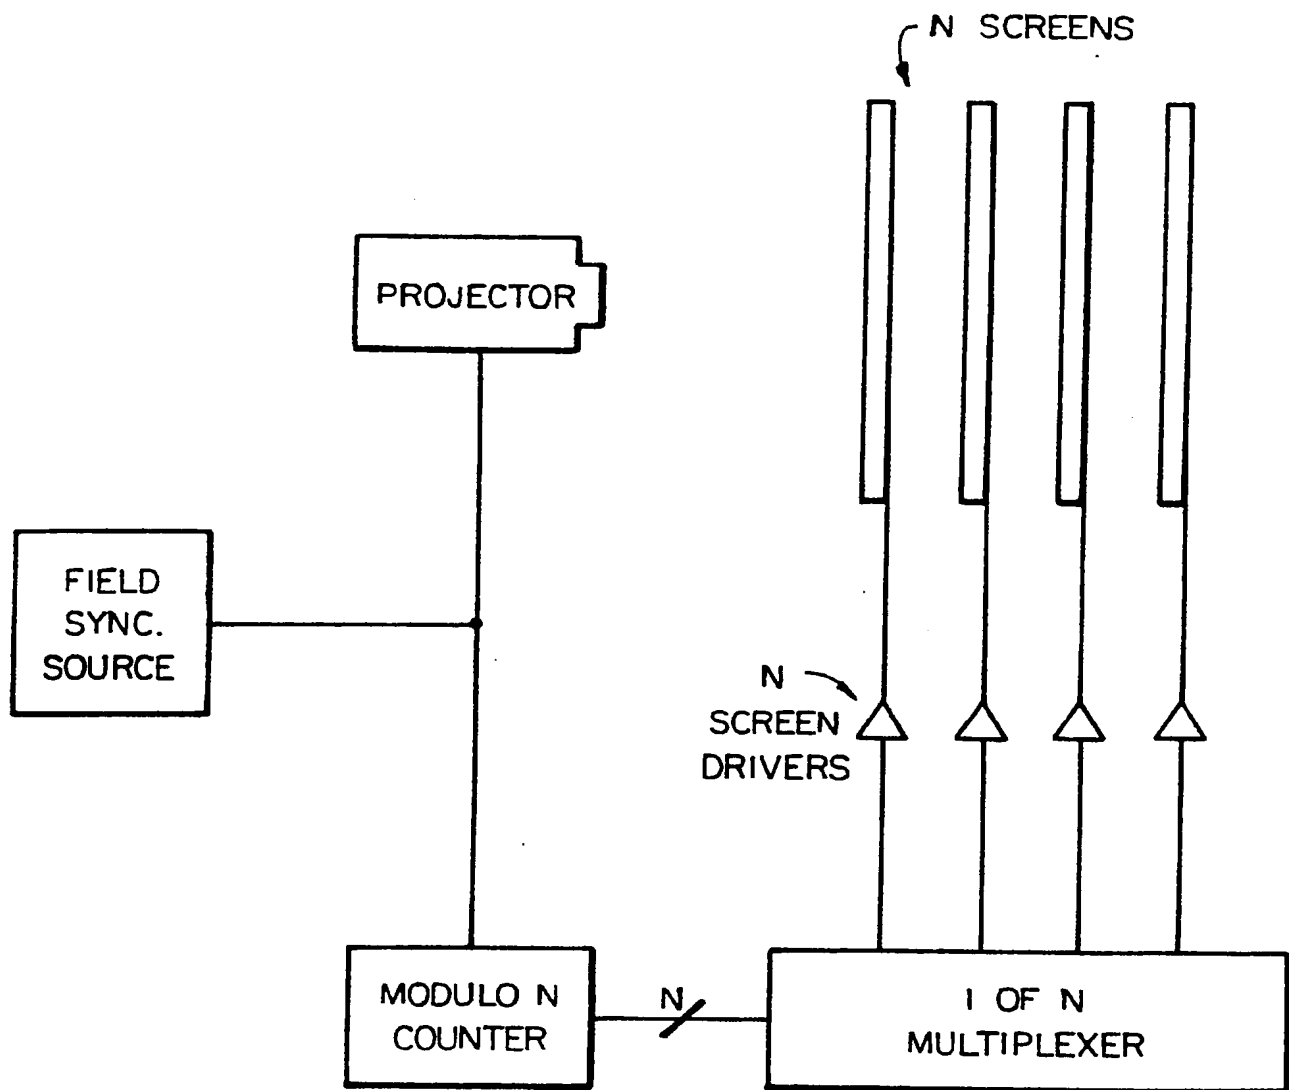 N SCREENS
PROJECTOR
FIELD
SYNC.
SOURCE
N
SCREEN
DRIVERS
MODULO N
COUNTER
N
1 OF N
MULTIPLEXER